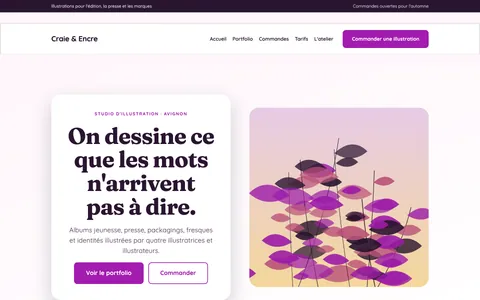 Illustrations pour l'édition, la presse et les marques
Commandes ouvertes pour l'automne
Craie & Encre
Accueil Portfolio Commandes Tarifs L'atelier Commander une illustration
STUDIO D'ILLUSTRATION · AVIGNON
On dessine ce
que les mots
n'arrivent
pas à dire.
Albums jeunesse, presse, packagings, fresques
et identités illustrées par quatre illustratrices et
illustrateurs.
Voir le portfolio Commander